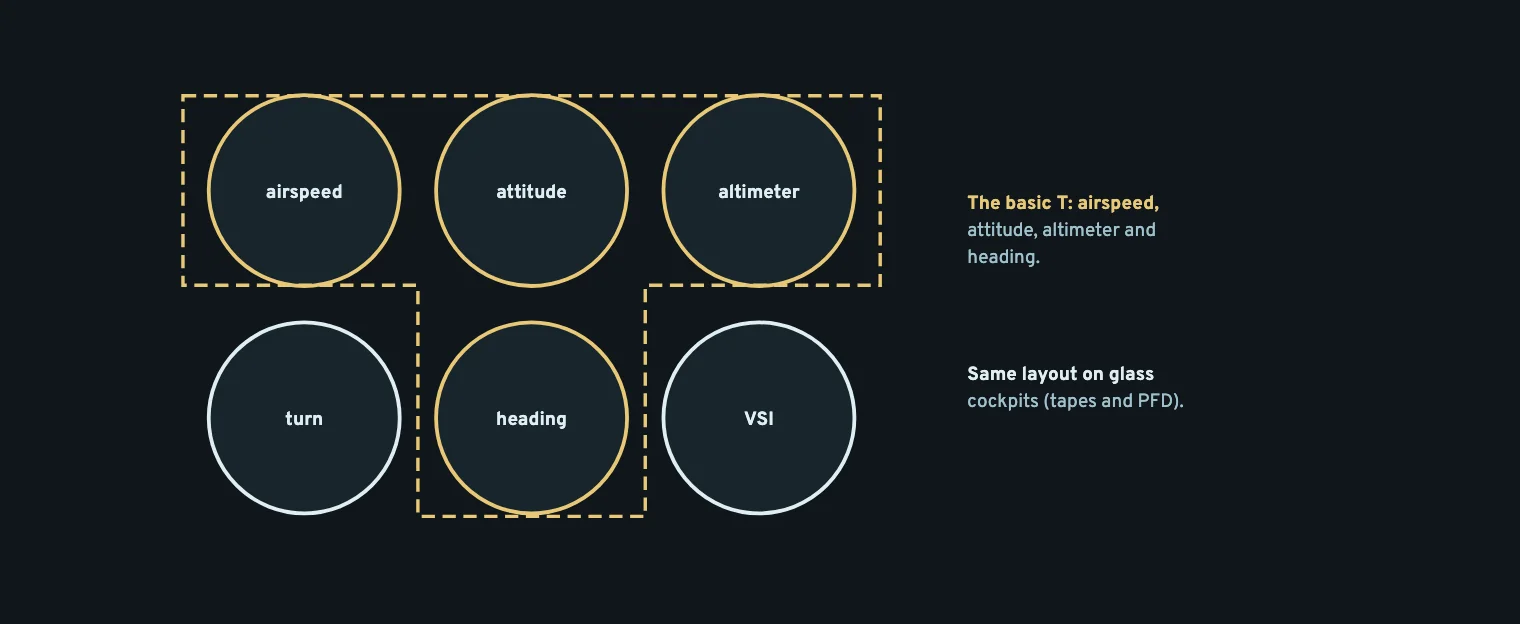 airspeed
attitude
altimeter
The basic T: airspeed,
attitude, altimeter and
heading.
turn
heading
VSI
Same layout on glass
cockpits (tapes and PFD).